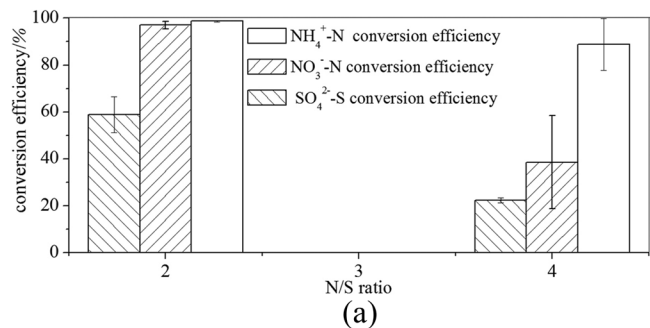 100
80
60
40
20
0
conversion efficiency/%
NH₄⁺-N conversion efficiency
NO₃⁻-N conversion efficiency
SO₄²⁻-S conversion efficiency
2
3
4
N/S ratio
(a)